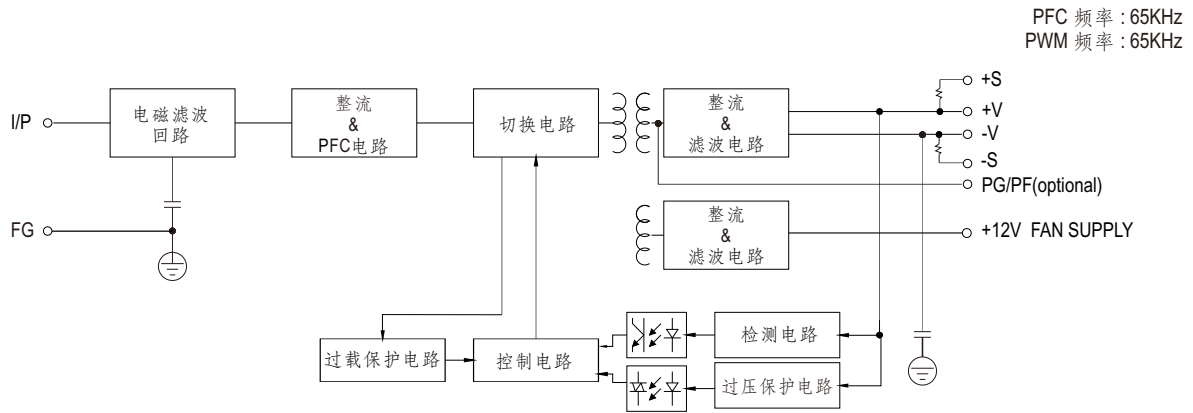 PFC 频率 : 65KHz
PWM 频率 : 65KHz
I/P
电磁滤波
回路
整流
&
PFC电路
切换电路
整流
&
滤波电路
+S
+V
-V
-S
PG/PF(optional)
FG
整流
&
滤波电路
+12V FAN SUPPLY
过载保护电路
控制电路
检测电路
过压保护电路